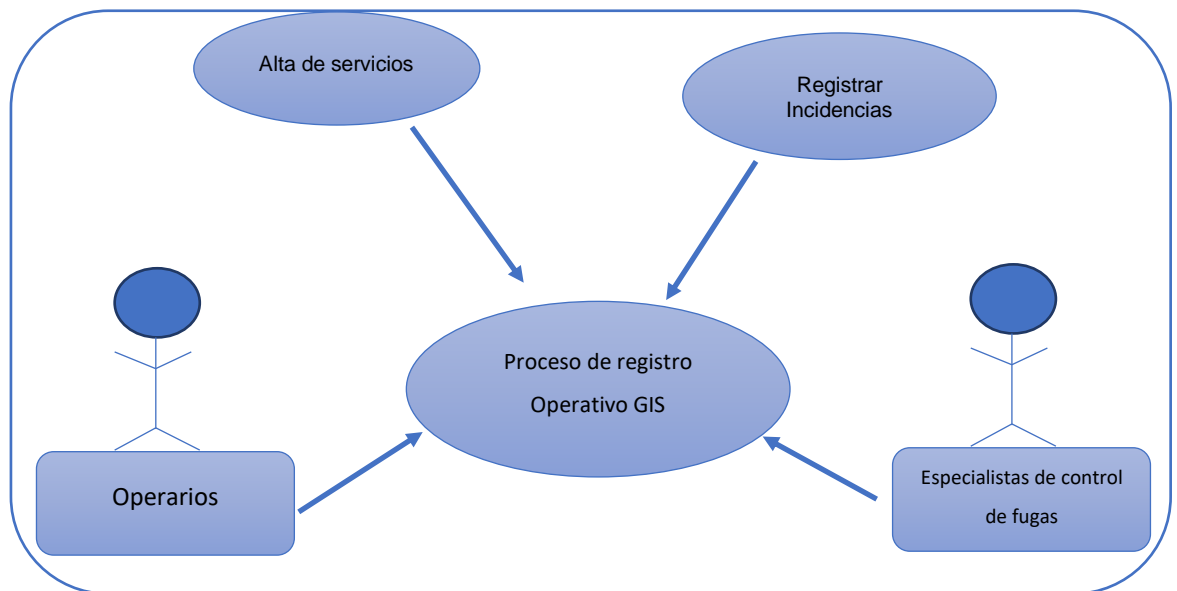 Alta de servicios
Registrar
Incidencias
Proceso de registro
Operativo GIS
Operarios
Especialistas de control
de fugas